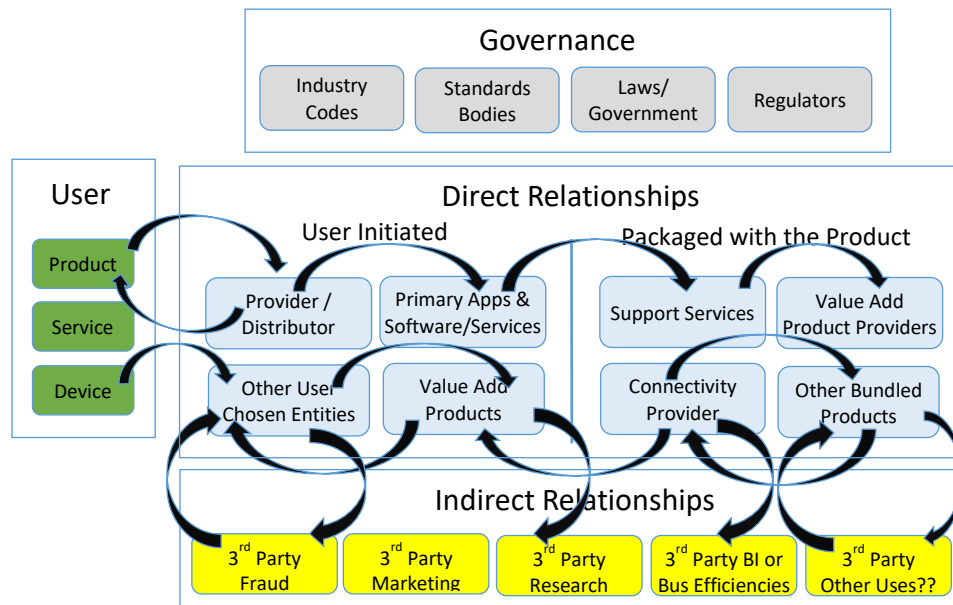 Governance
Industry
Codes
Standards
Bodies
Laws/
Government
Regulators
User
Product
Service
Device
Direct Relationships
User Initiated
Packaged with the Product
Provider /
Distributor
Primary Apps &
Software/Services
Support Services
Value Add
Product Providers
Other User
Chosen Entities
Value Add
Products
Connectivity
Provider
Other Bundled
Products
Indirect Relationships
3rd Party
Fraud
3rd Party
Marketing
3rd Party
Research
3rd Party BI or
Bus Efficiencies
3rd Party
Other Uses??